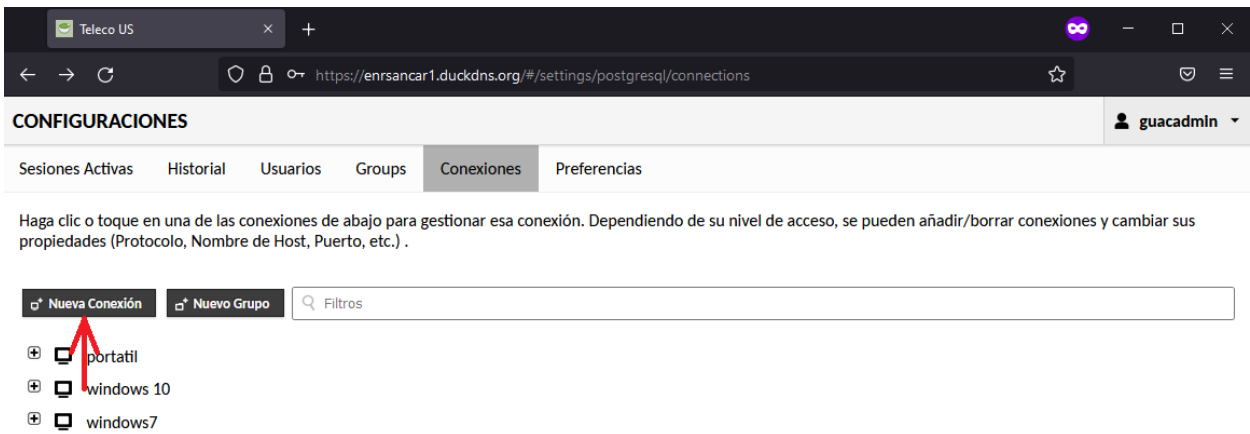 Teleco US
https://enrsancar1.duckdns.org/#/settings/postgresql/connections
CONFIGURACIONES
guacadmin
Sesiones Activas Historial Usuarios Groups Conexiones Preferencias
Haga clic o toque en una de las conexiones de abajo para gestionar esa conexión. Dependiendo de su nivel de acceso, se pueden añadir/borrar conexiones y cambiar sus
propiedades (Protocolo, Nombre de Host, Puerto, etc.) .
Nueva Conexión Nuevo Grupo Filtros
portatil
windows 10
windows7